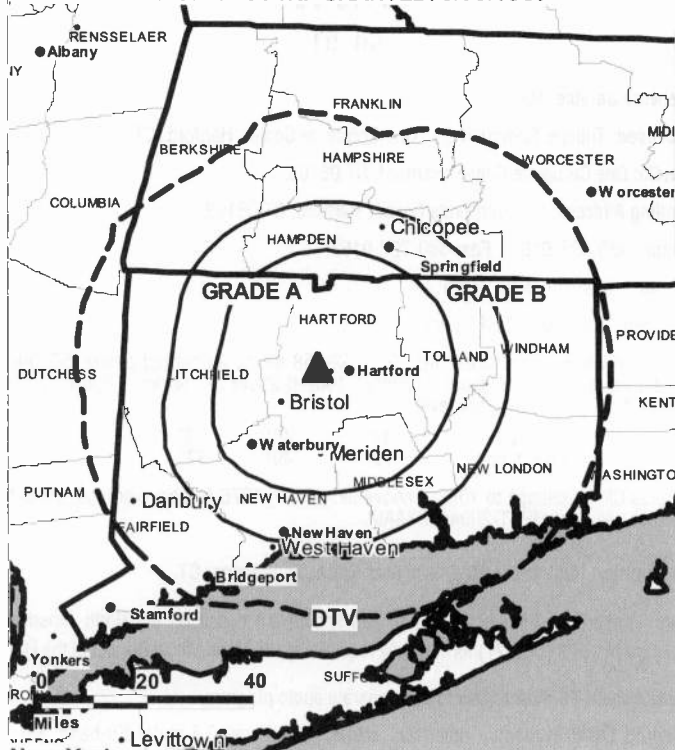 RENSSELAER
Albany
NY
FRANKLIN
BERKSHIRE
HAMPSHIRE
WORCESTER
Worcester
COLUMBIA
Chicopee
HAMPDEN
Springfield
GRADE A
GRADE B
HARTFORD
DUTCHESS
LITCHFIELD
Hartford
TOLLAND
WINDHAM
PROVIDE
KENT
Bristol
Waterbury
Meriden
MIDDLESEX
NEW LONDON
ASHINGTO
PUTNAM
Danbury
NEW HAVEN
FAIRFIELD
New Haven
West Haven
Bridgeport
Stamford
DTV
Yonkers
0 20 40
Miles
SUFF
Levittown